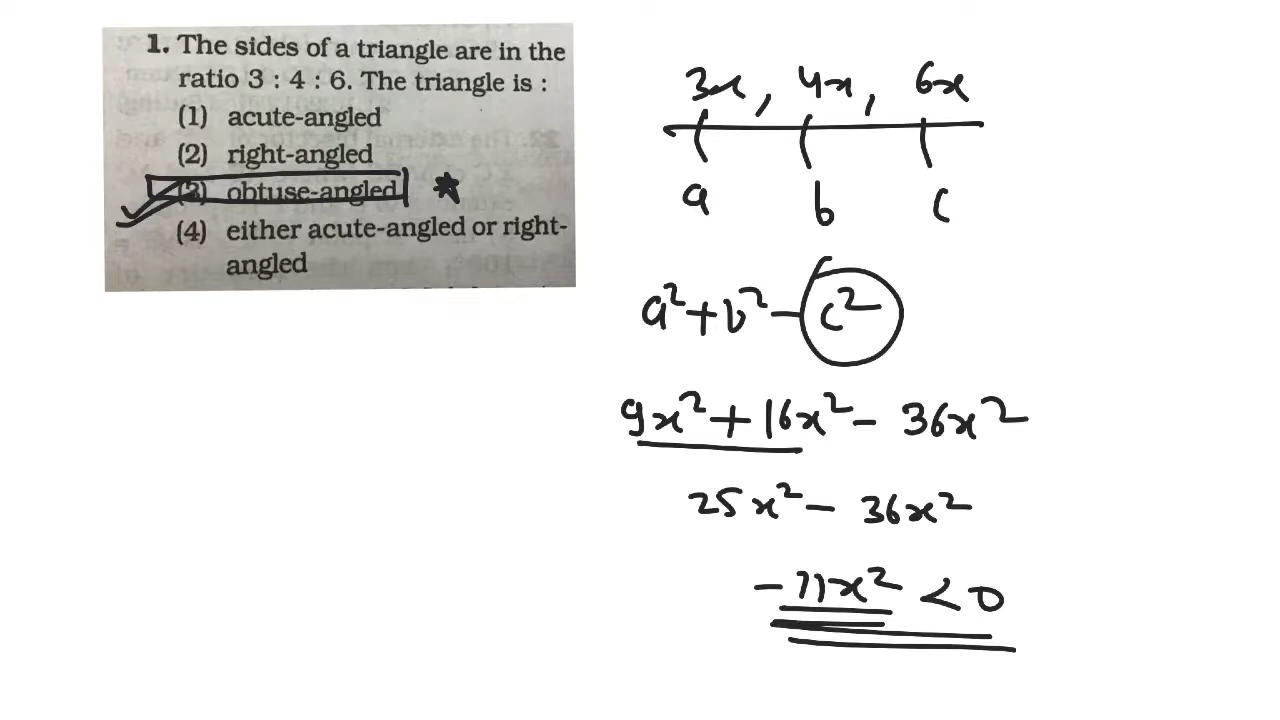 1. The sides of a triangle are in the
ratio 3 : 4 : 6. The triangle is :
(1) acute-angled
(2) right-angled
(3) obtuse-angled
(4) either acute-angled or right-
angled
3x, 4x, 6x
a b c
a²+b²-c²
9x²+16x²-36x²
25x²-36x²
-11x²<0